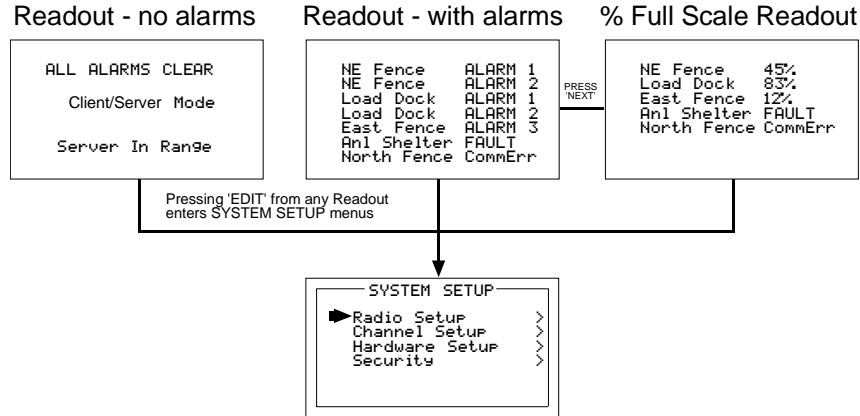 Readout - no alarms
Readout - with alarms
% Full Scale Readout
ALL ALARMS CLEAR
Client/Server Mode
Server In Range
NE Fence ALARM 1
NE Fence ALARM 2
Load Dock ALARM 1
Load Dock ALARM 2
East Fence ALARM 3
Anl Shelter FAULT
North Fence CommErr
PRESS
'NEXT'
NE Fence 45%
Load Dock 83%
East Fence 12%
Anl Shelter FAULT
North Fence CommErr
Pressing 'EDIT' from any Readout
enters SYSTEM SETUP menus
SYSTEM SETUP
Radio Setup >
Channel Setup >
Hardware Setup >
Security >